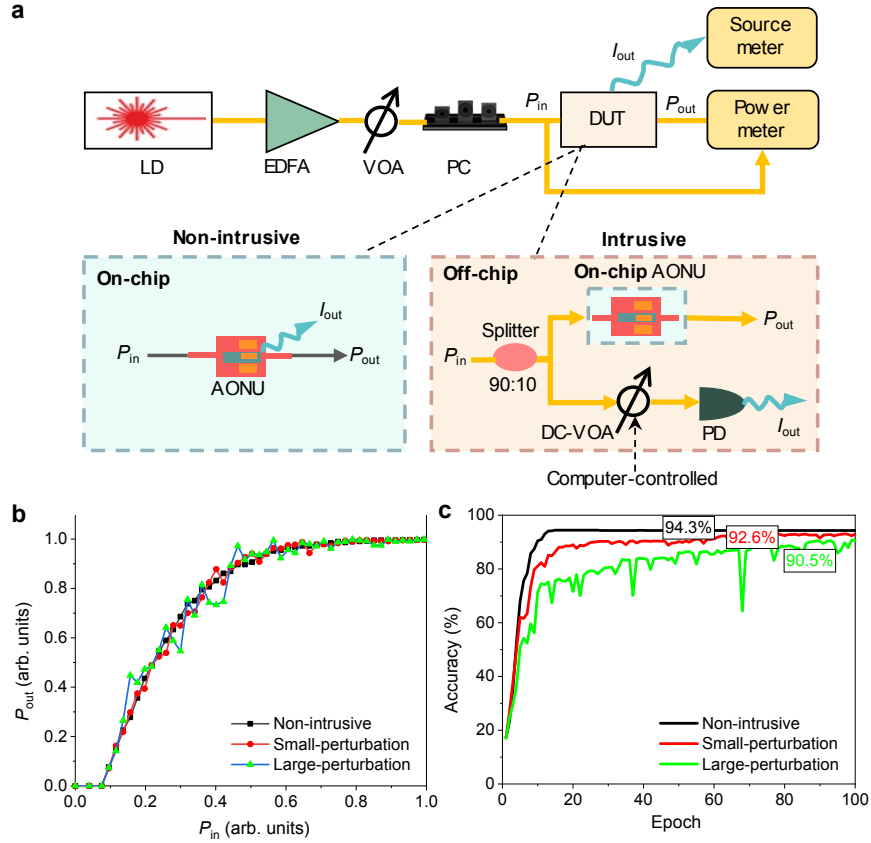 a
Source
meter
I_out
P_in
DUT
P_out
Power
meter
LD
EDFA
VOA
PC
Non-intrusive
Intrusive
On-chip
I_out
P_in
P_out
AONU
Off-chip
On-chip AONU
Splitter
P_in
90:10
P_out
DC-VOA
PD
I_out
Computer-controlled
b
P_out (arb. units)
1.0
0.8
0.6
0.4
0.2
0.0
Non-intrusive
Small-perturbation
Large-perturbation
0.0 0.2 0.4 0.6 0.8 1.0
P_in (arb. units)
c
Accuracy (%)
100
80
60
40
20
0
94.3%
92.6%
90.5%
Non-intrusive
Small-perturbation
Large-perturbation
0 20 40 60 80 100
Epoch